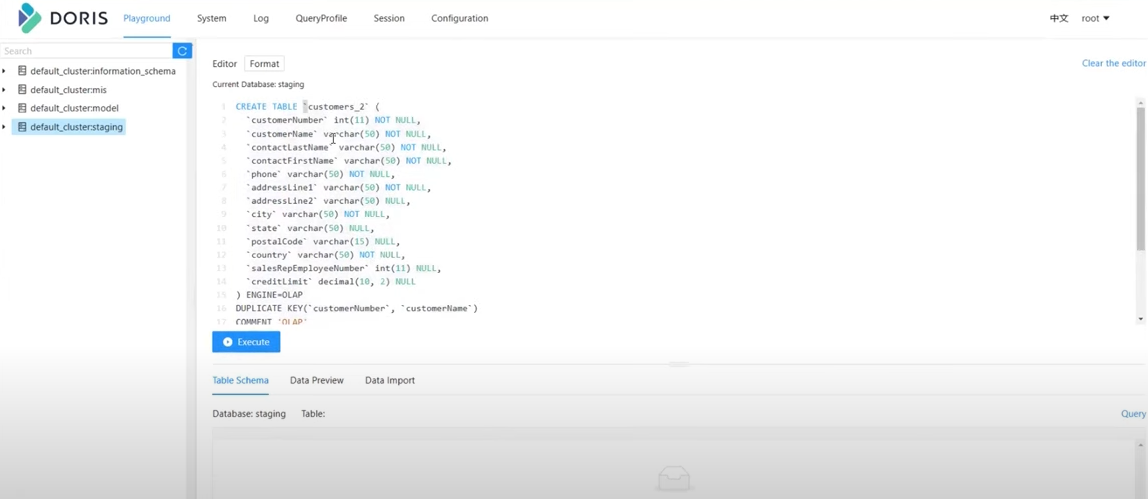 DORIS
Playground System Log QueryProfile Session Configuration 中文 root
Search
default_cluster:information_schema
default_cluster:mis
default_cluster:model
default_cluster:staging
Editor Format Clear the editor
Current Database: staging
1 CREATE TABLE `customers_2` (
2 `customerNumber` int(11) NOT NULL,
3 `customerName` varchar(50) NOT NULL,
4 `contactLastName` varchar(50) NOT NULL,
5 `contactFirstName` varchar(50) NOT NULL,
6 `phone` varchar(50) NOT NULL,
7 `addressLine1` varchar(50) NOT NULL,
8 `addressLine2` varchar(50) NULL,
9 `city` varchar(50) NOT NULL,
10 `state` varchar(50) NULL,
11 `postalCode` varchar(15) NULL,
12 `country` varchar(50) NOT NULL,
13 `salesRepEmployeeNumber` int(11) NULL,
14 `creditLimit` decimal(10, 2) NULL
15 ) ENGINE=OLAP
16 DUPLICATE KEY(`customerNumber`, `customerName`)
17 COMMENT 'OLAP'
Execute
Table Schema Data Preview Data Import
Database: staging Table: Query